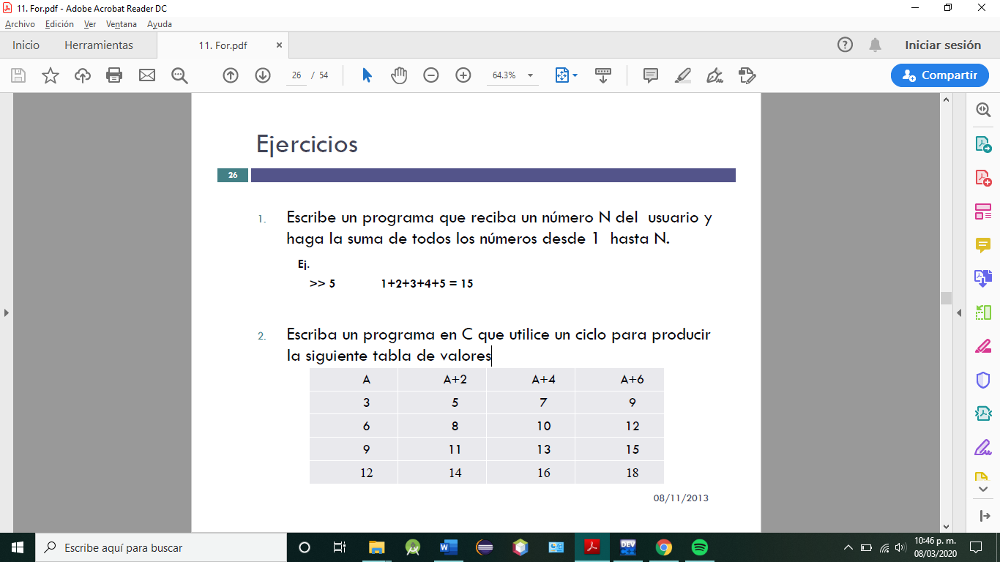 11. For.pdf - Adobe Acrobat Reader DC
Archivo Edición Ver Ventana Ayuda
Inicio Herramientas 11. For.pdf × Iniciar sesión
26 / 54 64.3% Compartir
Ejercicios
26
1. Escribe un programa que reciba un número N del usuario y
haga la suma de todos los números desde 1 hasta N.
Ej.
>> 5 1+2+3+4+5 = 15
2. Escriba un programa en C que utilice un ciclo para producir
la siguiente tabla de valores
A A+2 A+4 A+6
3 5 7 9
6 8 10 12
9 11 13 15
12 14 16 18
08/11/2013
Escribe aquí para buscar
DEV
10:46 p. m.
08/03/2020